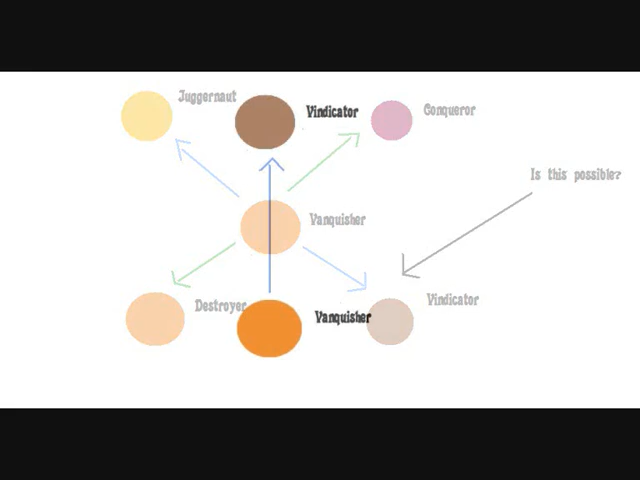 Juggernaut
Vindicator
Conqueror
Is this possible?
Vanquisher
Destroyer
Vanquisher
Vindicator